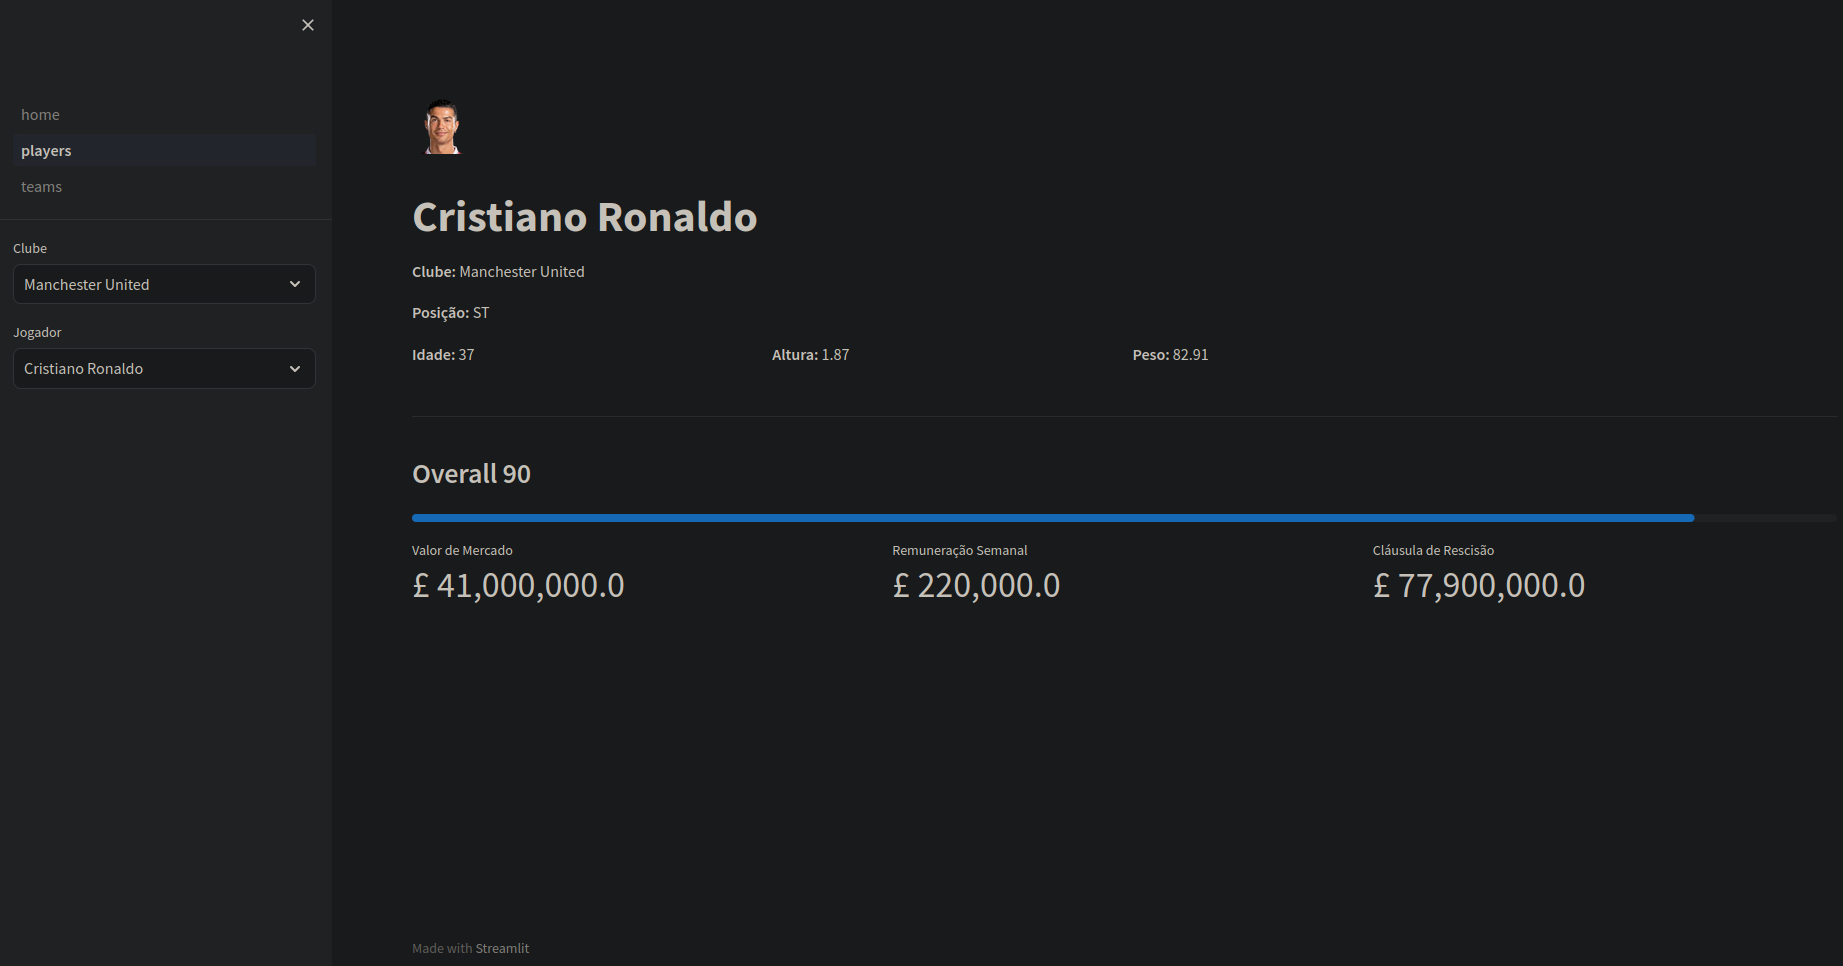 home
players
teams
Clube
Manchester United
Jogador
Cristiano Ronaldo
Cristiano Ronaldo
Clube: Manchester United
Posição: ST
Idade: 37 Altura: 1.87 Peso: 82.91
Overall 90
Valor de Mercado Remuneração Semanal Cláusula de Rescisão
£ 41,000,000.0 £ 220,000.0 £ 77,900,000.0
Made with Streamlit